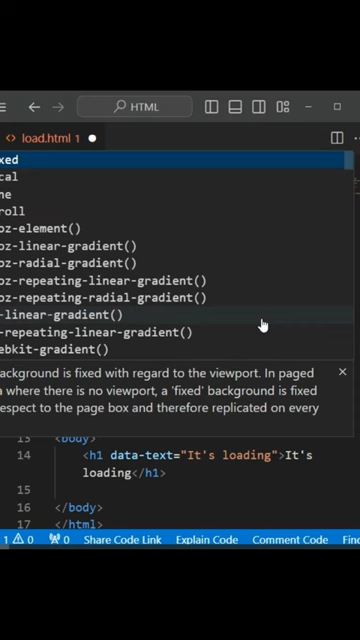 HTML
load.html 1
xed
cal
ne
roll
oz-element()
oz-linear-gradient()
oz-radial-gradient()
oz-repeating-linear-gradient()
oz-repeating-radial-gradient()
-linear-gradient()
-repeating-linear-gradient()
ebkit-gradient()
ackground is fixed with regard to the viewport. In paged
a where there is no viewport, a 'fixed' background is fixed
espect to the page box and therefore replicated on every
13 <body>
14 <h1 data-text="It's loading">It's
loading</h1>
15
16 </body>
17 </html>
1 0 0 Share Code Link Explain Code Comment Code Find